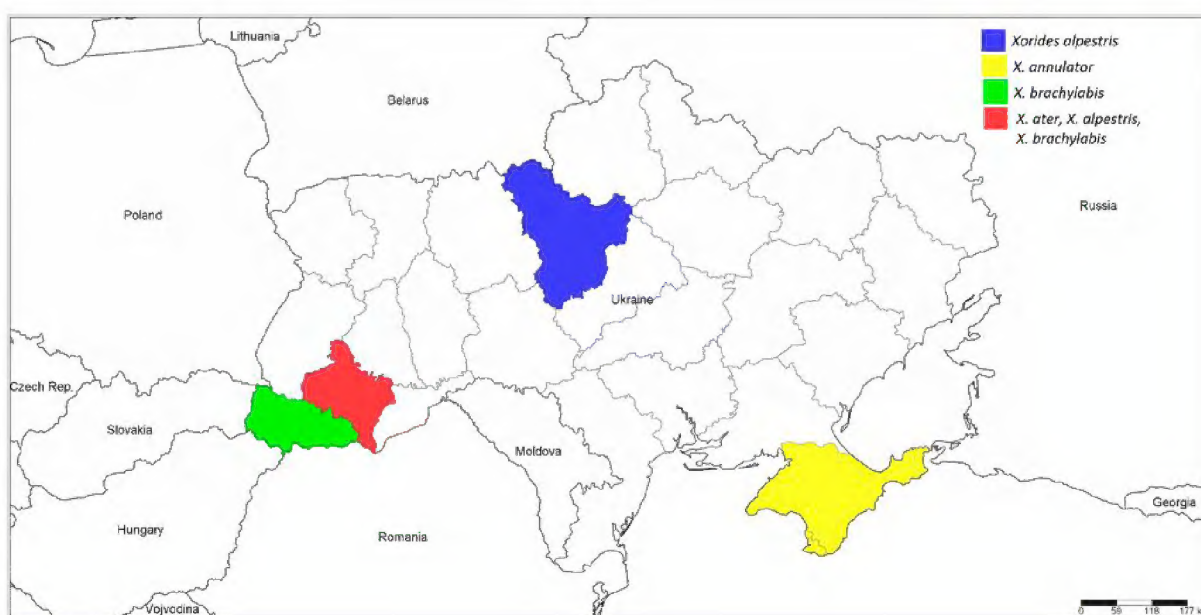 Lithuania
Xorides alpestris
X. annulator
X. brachylabis
X. ater, X. alpestris,
X. brachylabis
Belarus
Poland
Russia
Ukraine
Czech Rep.
Slovakia
Moldova
Georgia
Hungary
Romania
Vojvodina
0 59 118 177